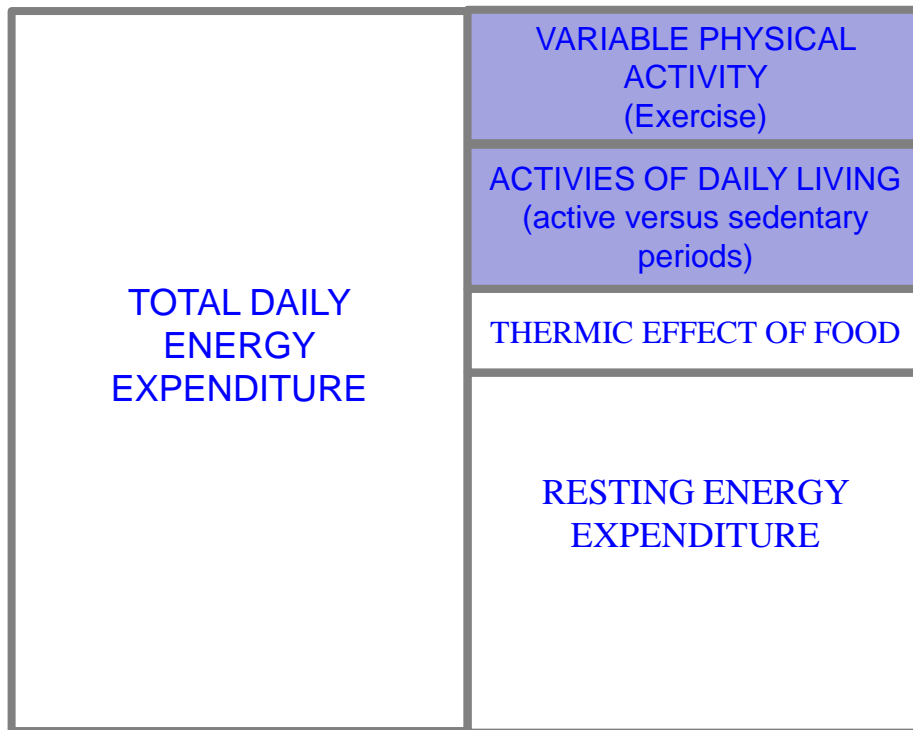 TOTAL DAILY
ENERGY
EXPENDITURE
VARIABLE PHYSICAL
ACTIVITY
(Exercise)
ACTIVIES OF DAILY LIVING
(active versus sedentary
periods)
THERMIC EFFECT OF FOOD
RESTING ENERGY
EXPENDITURE